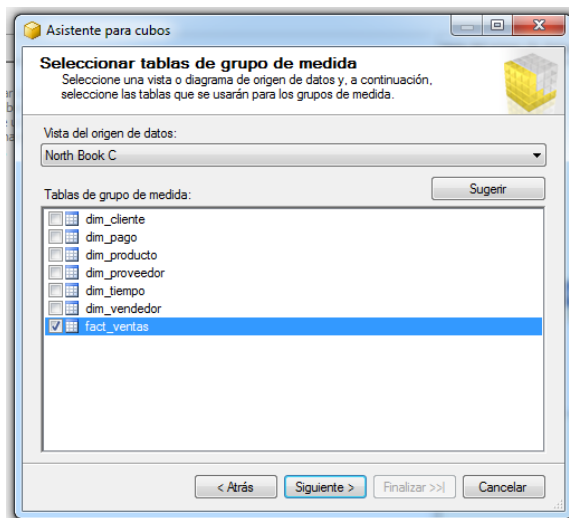 Asistente para cubos
Seleccionar tablas de grupo de medida
Seleccione una vista o diagrama de origen de datos y, a continuación,
seleccione las tablas que se usarán para los grupos de medida.
Vista del origen de datos:
North Book C
Tablas de grupo de medida:
Sugerir
dim_cliente
dim_pago
dim_producto
dim_proveedor
dim_tiempo
dim_vendedor
fact_ventas
< Atrás
Siguiente >
Finalizar >>|
Cancelar